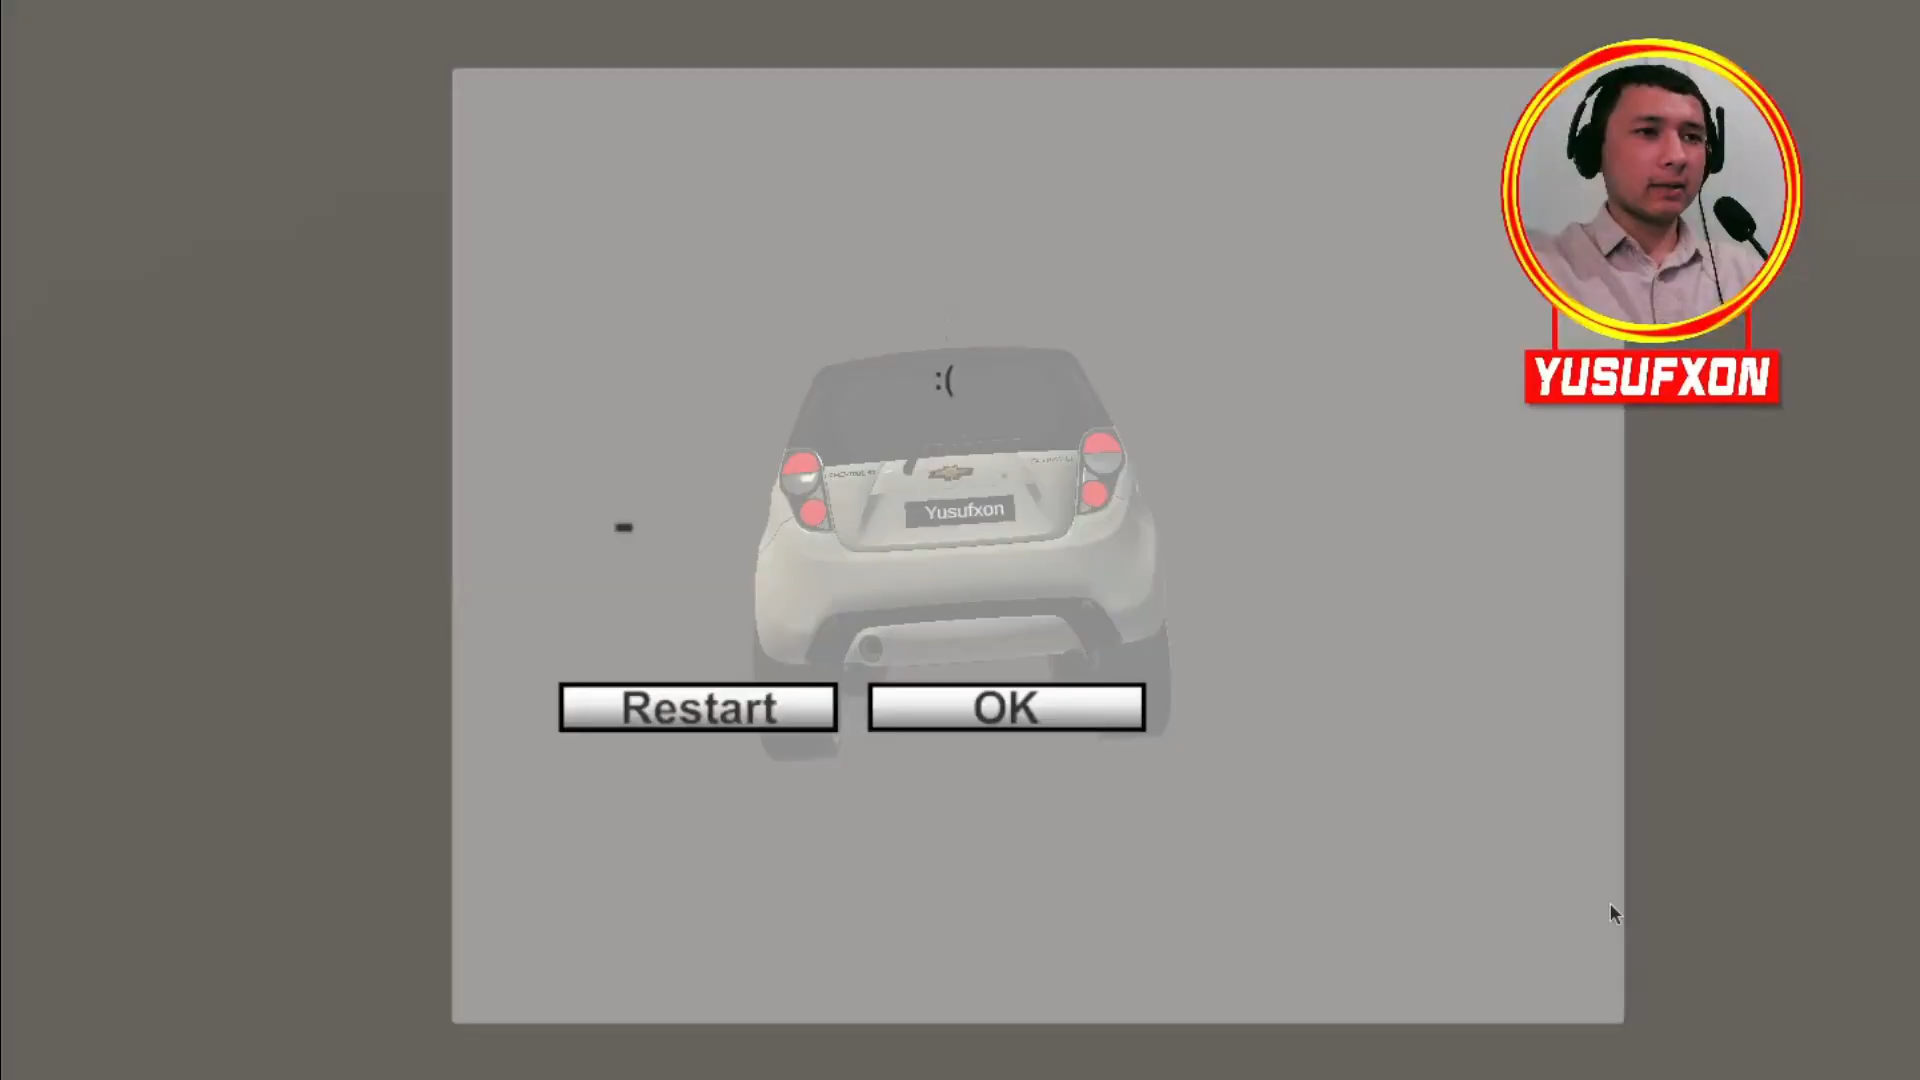 YUSUFXON
:(
Yusufxon
-
Restart
OK